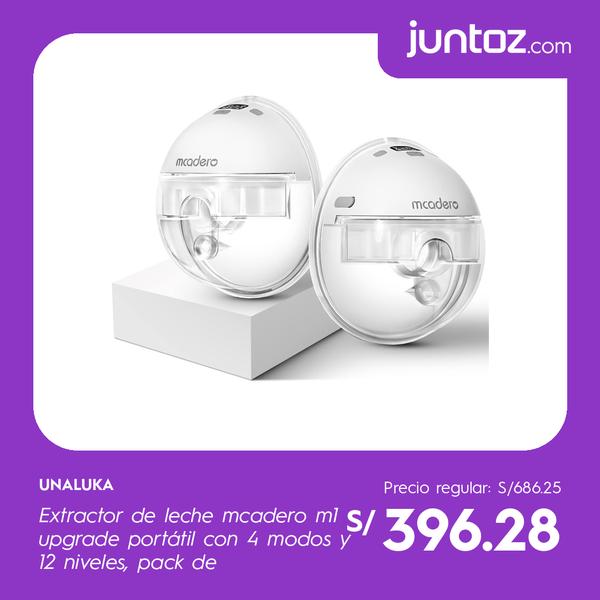 juntoz.com
mcadero
mcadero
UNALUKA
Extractor de leche mcadero m1
upgrade portátil con 4 modos y
12 niveles, pack de
Precio regular: S/686.25
S/ 396.28